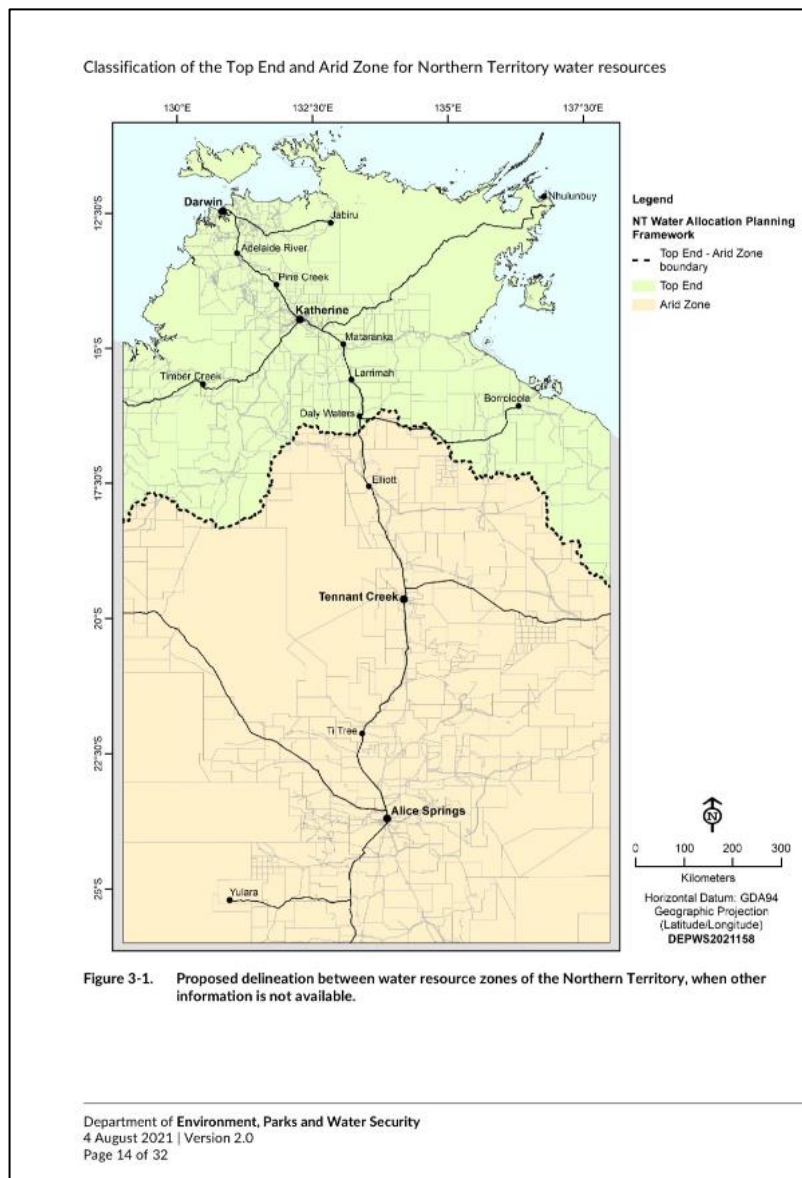 Classification of the Top End and Arid Zone for Northern Territory water resources
130°E 132°30'E 135°E 137°30'E
12°30'S
15°S
17°30'S
20°S
22°30'S
25°S
Darwin
Nhulunbuy
Jabiru
Adelaide River
Pine Creek
Katherine
Mataranka
Timber Creek
Larrimah
Borroloola
Daly Waters
Elliott
Tennant Creek
Ti Tree
Alice Springs
Yulara
Legend
NT Water Allocation Planning
Framework
Top End - Arid Zone
boundary
Top End
Arid Zone
N
0 100 200 300
Kilometers
Horizontal Datum: GDA94
Geographic Projection
(Latitude/Longitude)
DEPWS2021158
Figure 3-1. Proposed delineation between water resource zones of the Northern Territory, when other
information is not available.
Department of Environment, Parks and Water Security
4 August 2021 | Version 2.0
Page 14 of 32